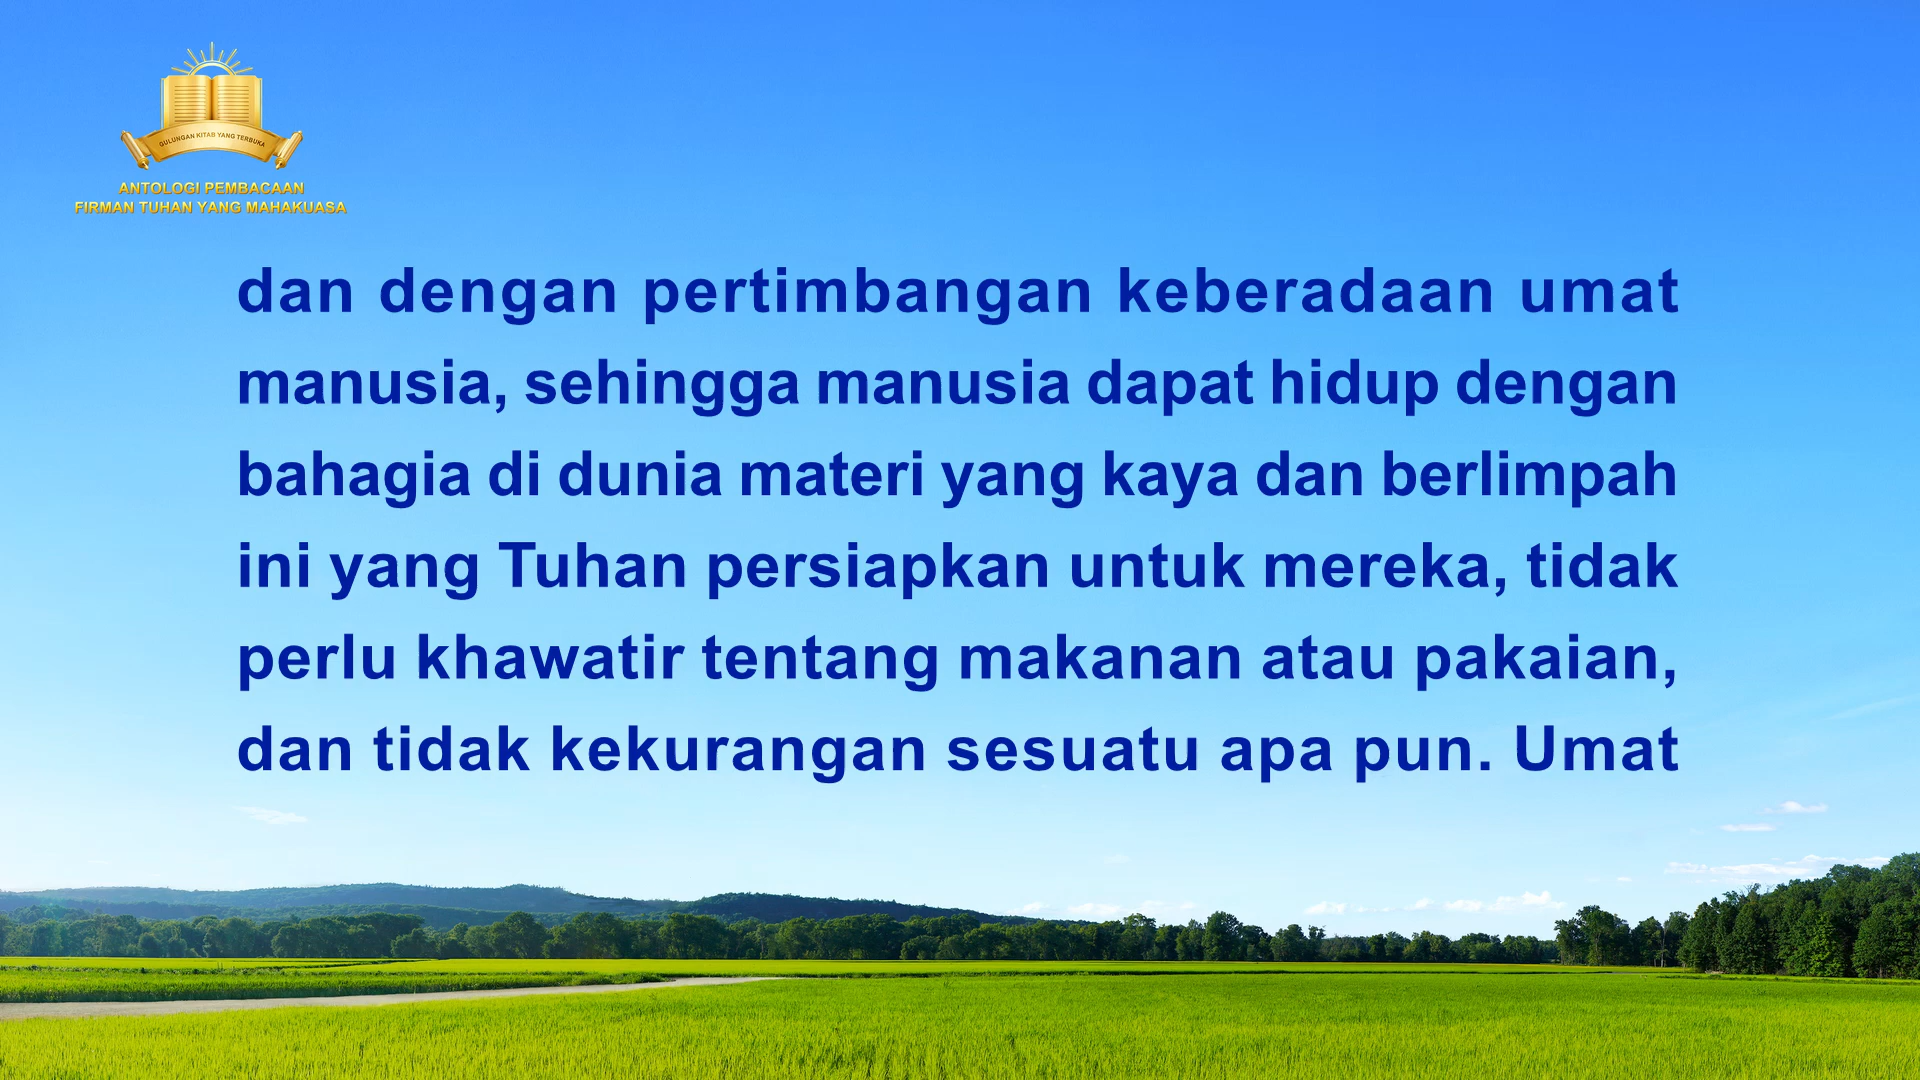 GULUNGAN KITAB YANG TERBUKA
ANTOLOGI PEMBACAAN
FIRMAN TUHAN YANG MAHAKUASA
dan dengan pertimbangan keberadaan umat
manusia, sehingga manusia dapat hidup dengan
bahagia di dunia materi yang kaya dan berlimpah
ini yang Tuhan persiapkan untuk mereka, tidak
perlu khawatir tentang makanan atau pakaian,
dan tidak kekurangan sesuatu apa pun. Umat